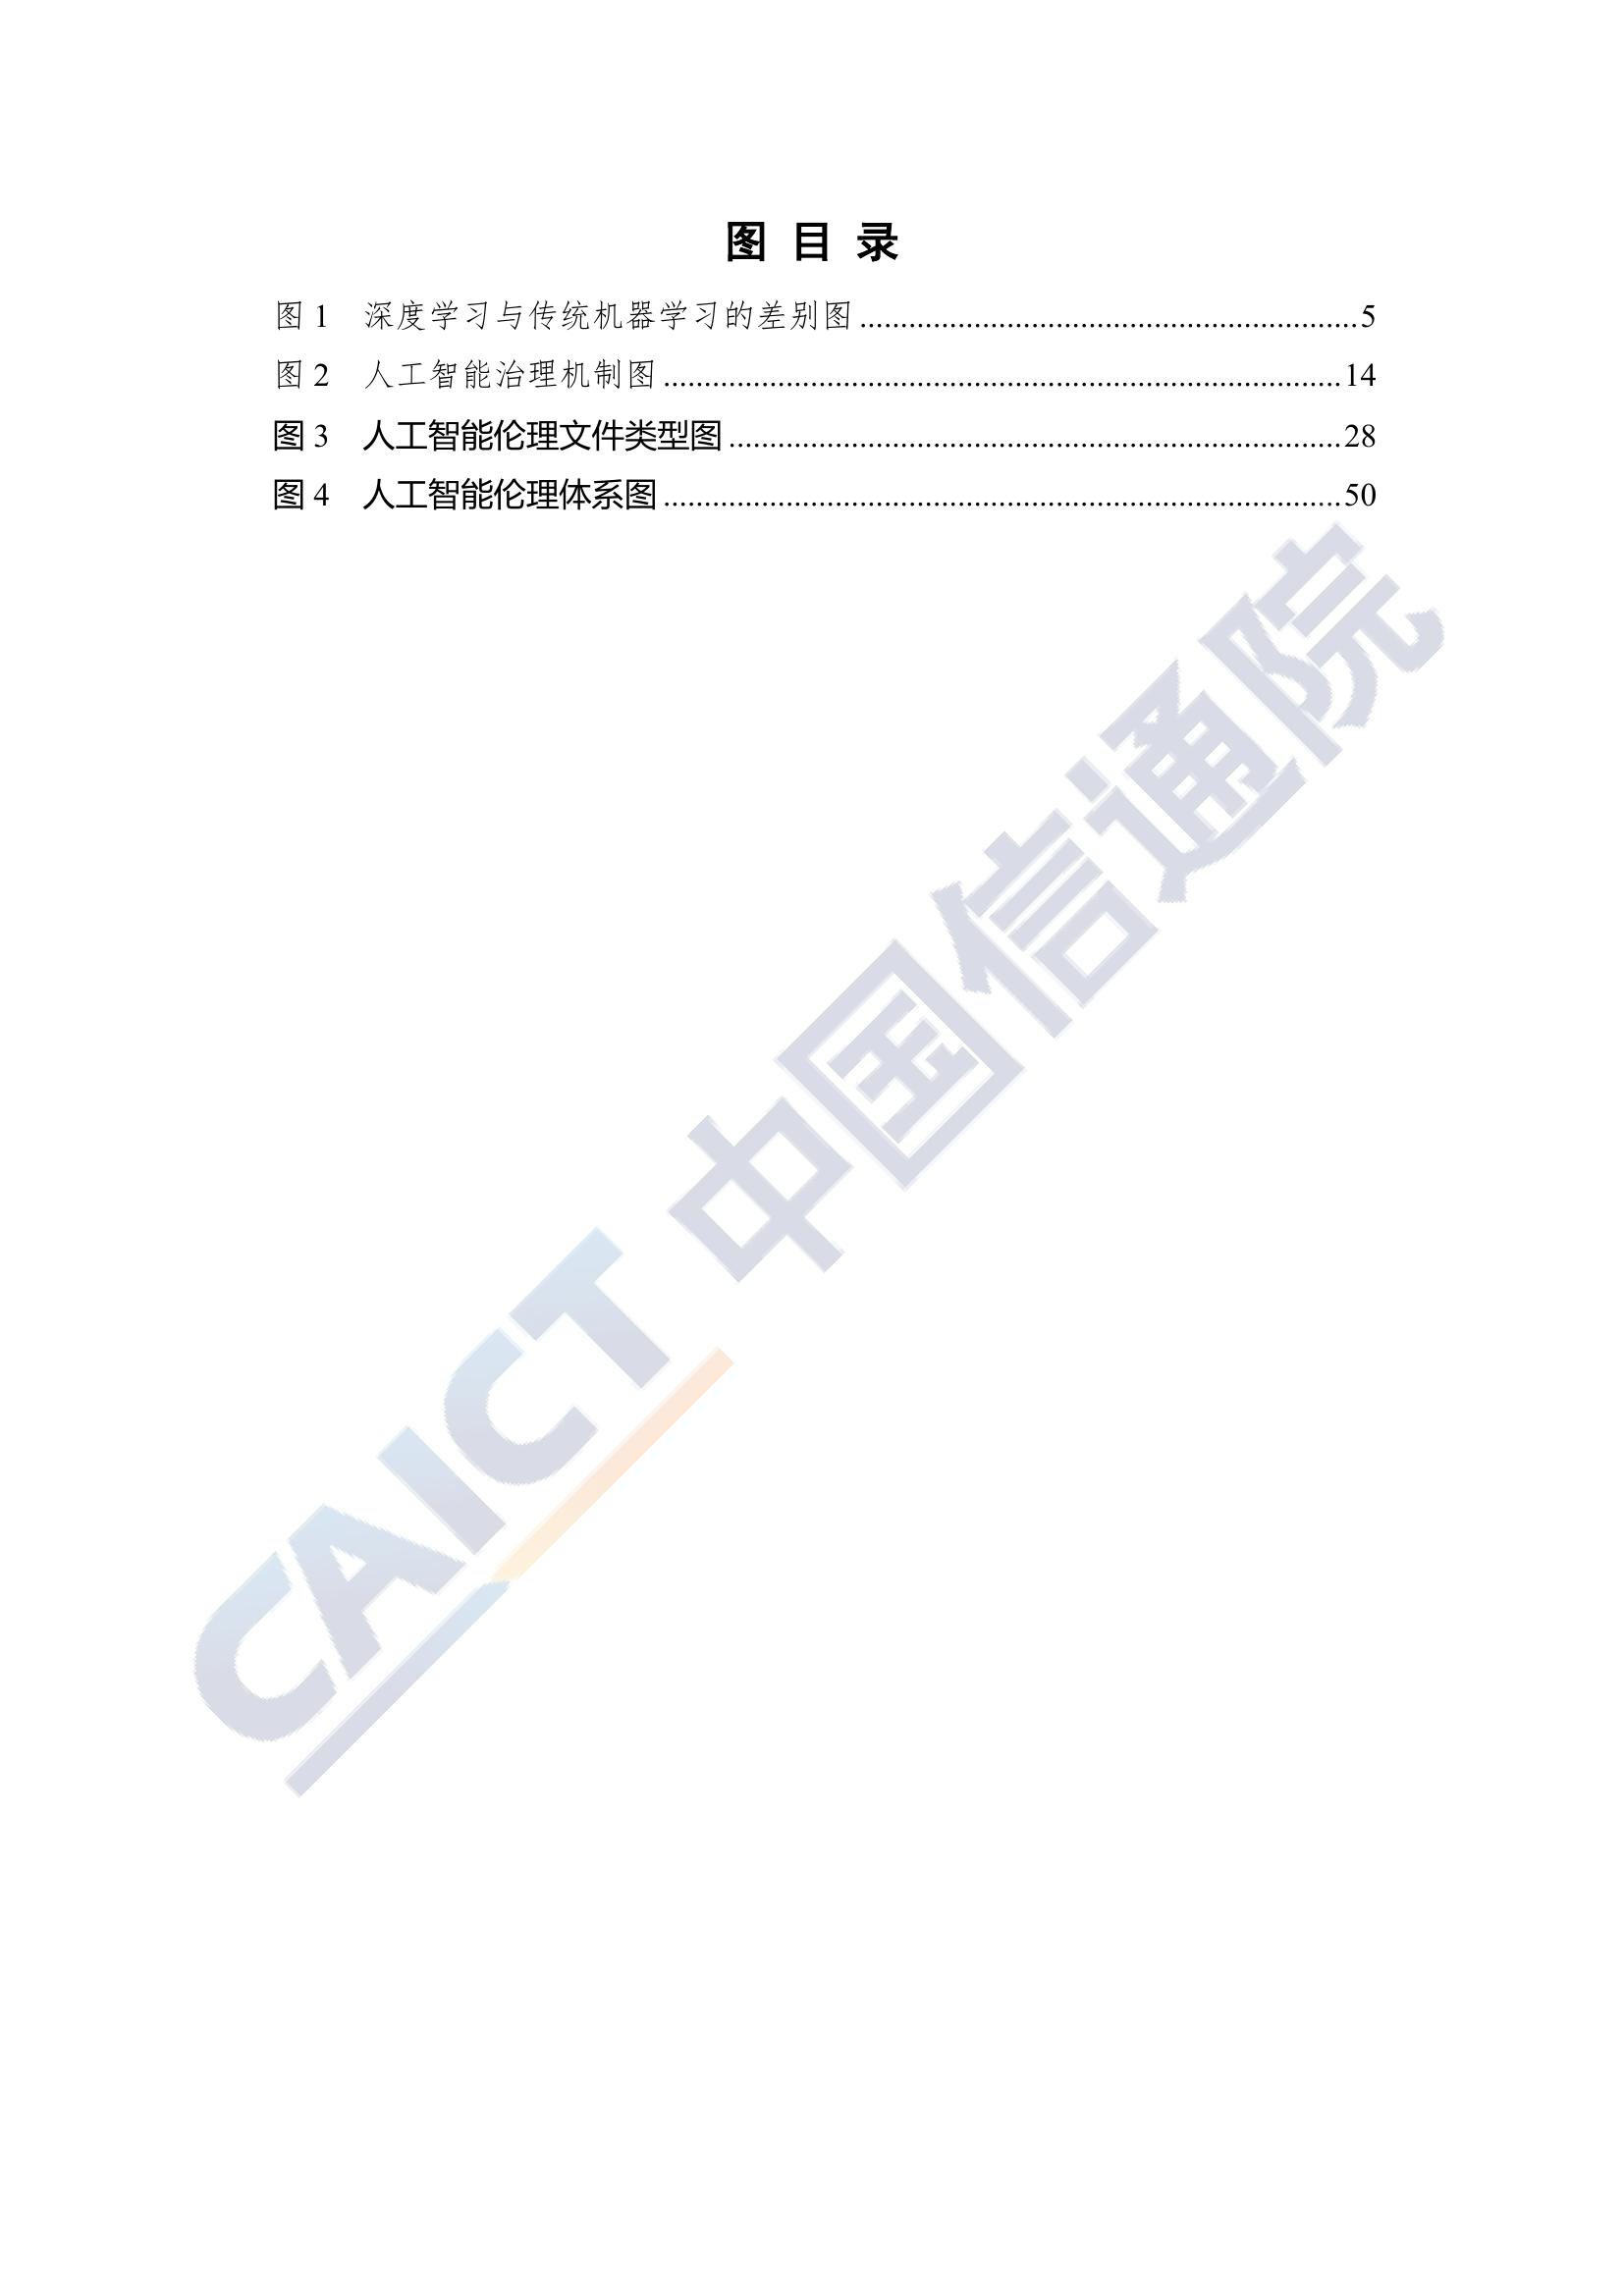 图 目 录
图 1 深度学习与传统机器学习的差别图............................................................5
图 2 人工智能治理机制图..................................................................................14
图 3 人工智能伦理文件类型图..........................................................................28
图 4 人工智能伦理体系图..................................................................................50
CAICT 中国信通院